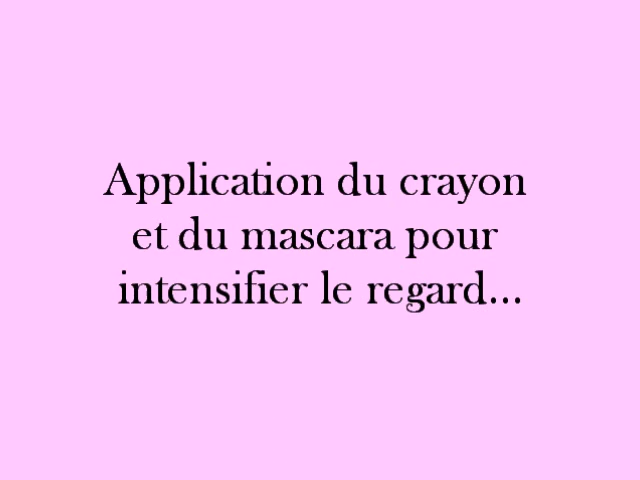 Application du crayon
et du mascara pour
intensifier le regard...